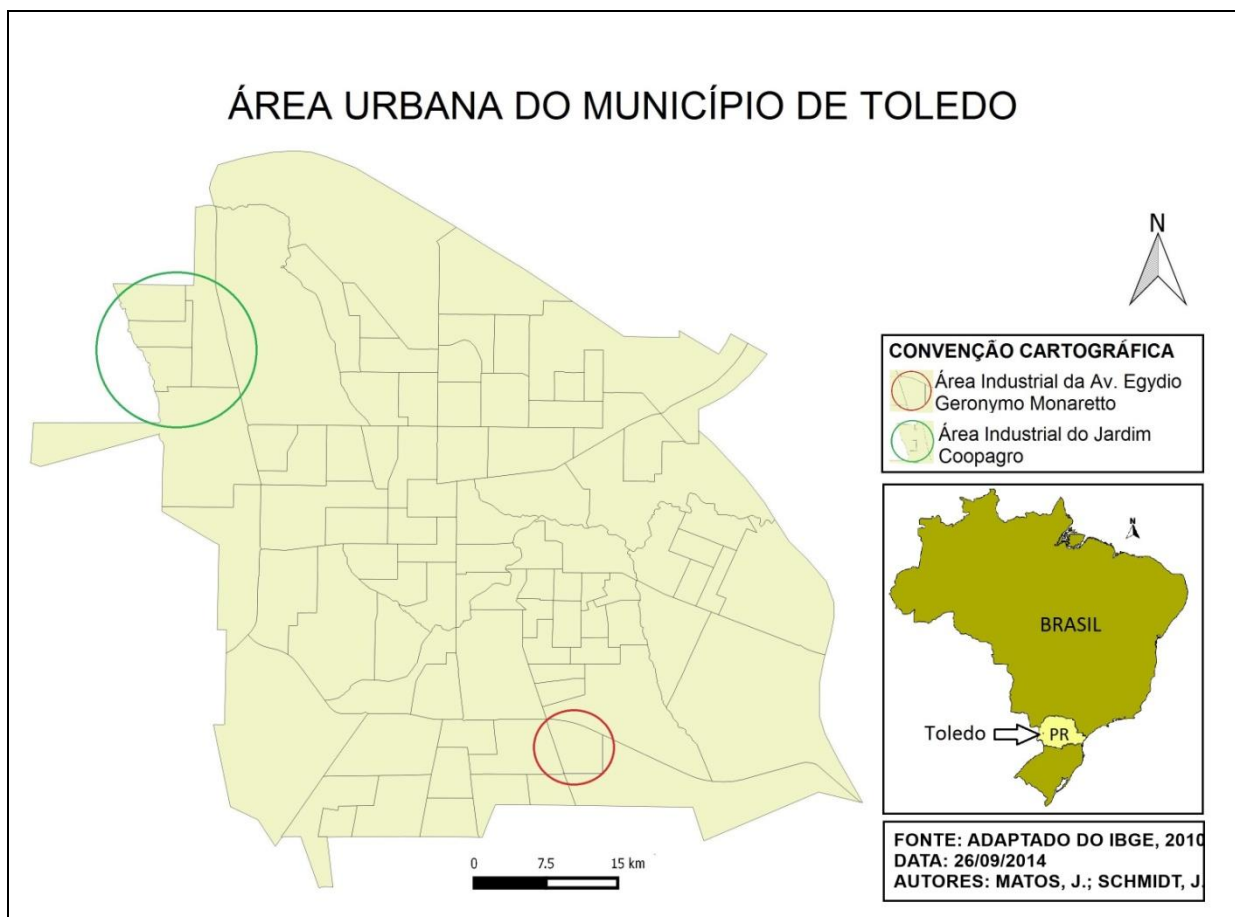 ÁREA URBANA DO MUNICÍPIO DE TOLEDO
N
CONVENÇÃO CARTOGRÁFICA
Área Industrial da Av. Egydio
Geronymo Monaretto
Área Industrial do Jardim
Coopagro
N
BRASIL
Toledo
PR
0 7.5 15 km
FONTE: ADAPTADO DO IBGE, 2010
DATA: 26/09/2014
AUTORES: MATOS, J.; SCHMIDT, J.